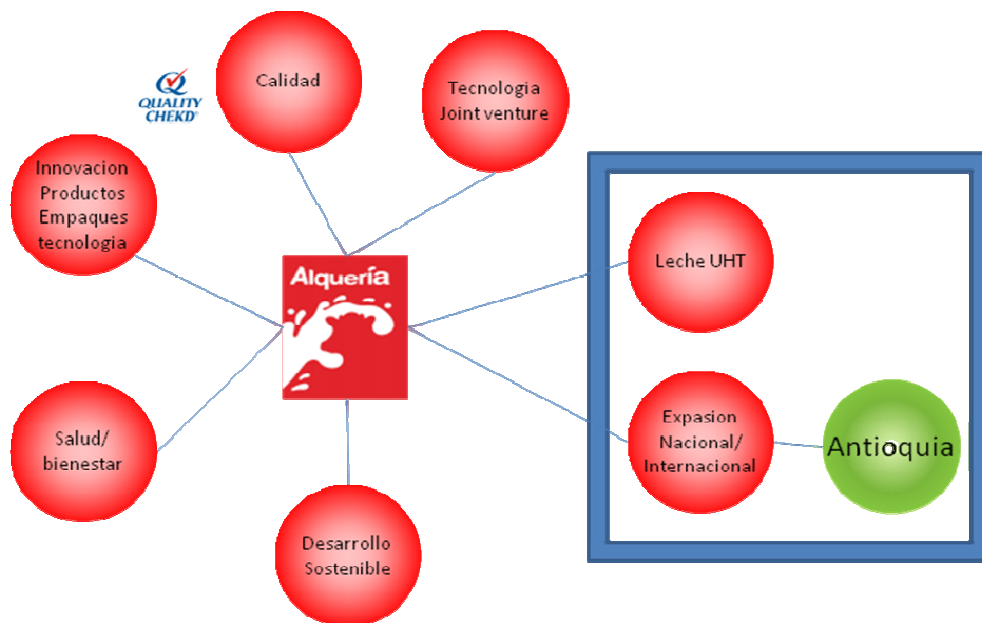 Calidad
QUALITY
CHEKD
Tecnologia
Joint venture
Innovacion
Productos
Empaques
tecnologia
Alquería
Leche UHT
Salud/
bienestar
Expasion
Nacional/
Internacional
Antioquia
Desarrollo
Sostenible